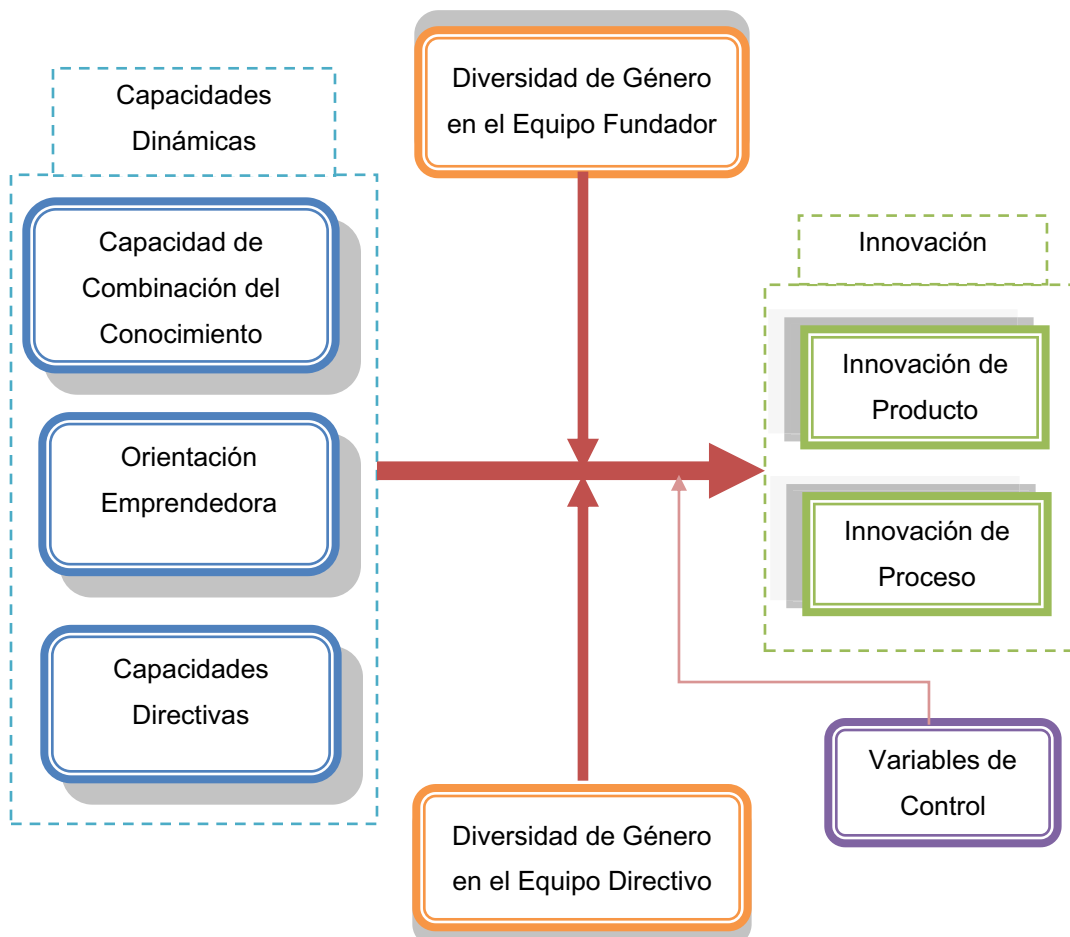 Capacidades
Dinámicas
Capacidad de
Combinación del
Conocimiento
Orientación
Emprendedora
Capacidades
Directivas
Diversidad de Género
en el Equipo Fundador
Diversidad de Género
en el Equipo Directivo
Innovación
Innovación de
Producto
Innovación de
Proceso
Variables de
Control